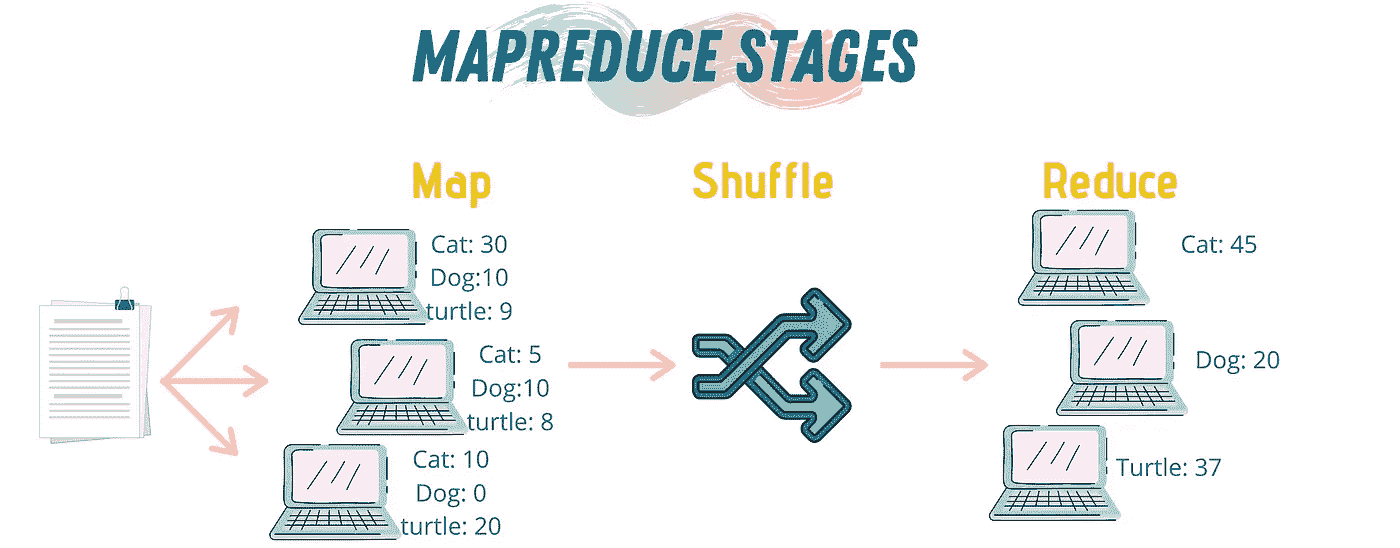 MAPREDUCE STAGES
Map
Shuffle
Reduce
Cat: 30
Dog:10
turtle: 9
Cat: 5
Dog:10
turtle: 8
Cat: 10
Dog: 0
turtle: 20
Cat: 45
Dog: 20
Turtle: 37